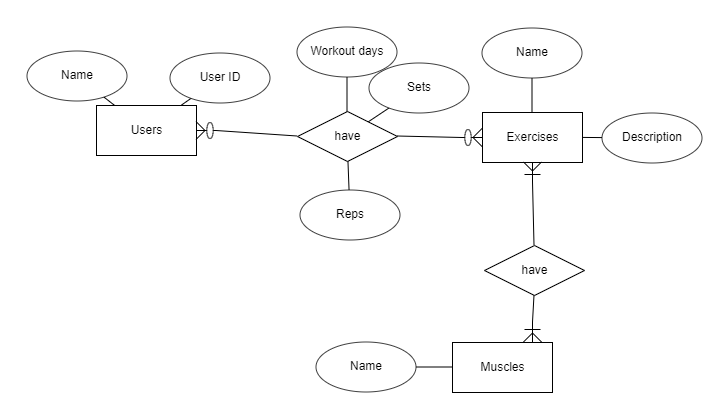 Workout days
Name
Name
User ID
Sets
Users
have
Exercises
Description
Reps
have
Name
Muscles